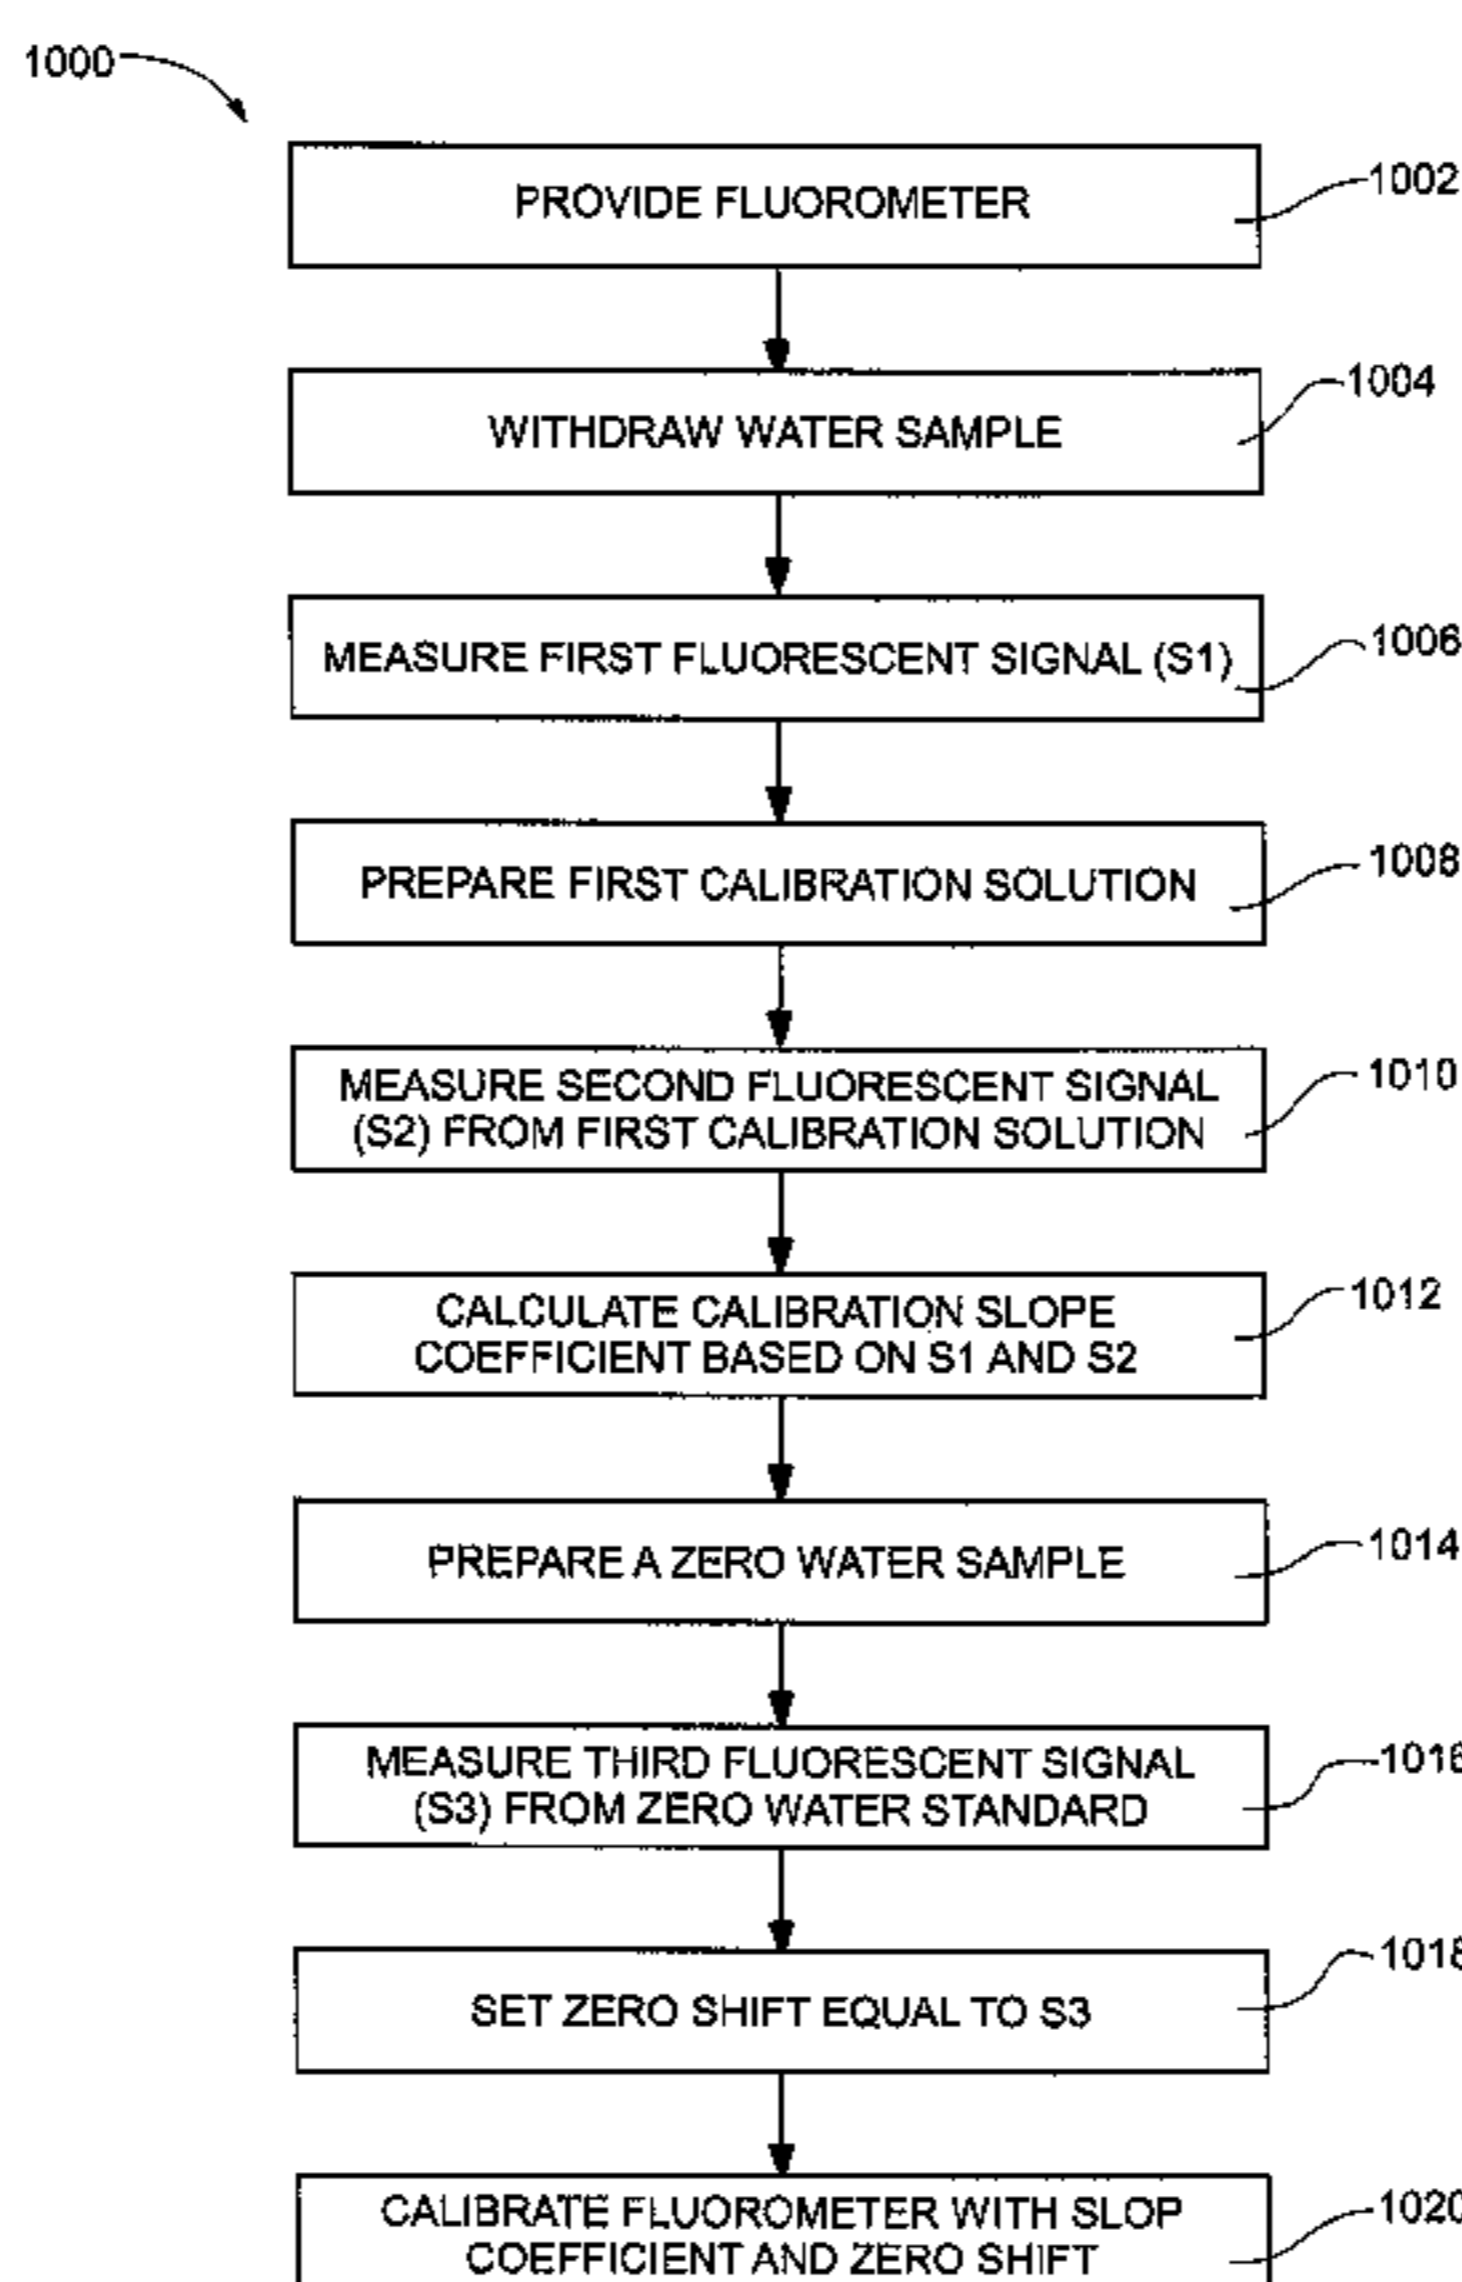 1000
PROVIDE FLUOROMETER
1002
WITHDRAW WATER SAMPLE
1004
MEASURE FIRST FLUORESCENT SIGNAL (S1)
1006
PREPARE FIRST CALIBRATION SOLUTION
1008
MEASURE SECOND FLUORESCENT SIGNAL
(S2) FROM FIRST CALIBRATION SOLUTION
1010
CALCULATE CALIBRATION SLOPE
COEFFICIENT BASED ON S1 AND S2
1012
PREPARE A ZERO WATER SAMPLE
1014
MEASURE THIRD FLUORESCENT SIGNAL
(S3) FROM ZERO WATER STANDARD
1016
SET ZERO SHIFT EQUAL TO S3
1018
CALIBRATE FLUOROMETER WITH SLOP
COEFFICIENT AND ZERO SHIFT
1020